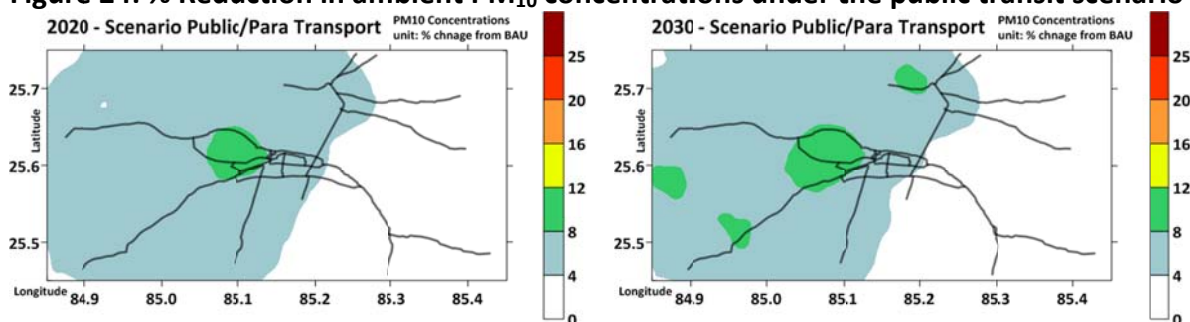 Figure 24: % Reduction in ambient PM10 concentrations under the public transit scenario
2020 - Scenario Public/Para Transport
PM10 Concentrations
unit: % chnage from BAU
25.7
25.6
25.5
Latitude
Longitude
84.9 85.0 85.1 85.2 85.3 85.4
25
20
16
12
8
4
0
2030 - Scenario Public/Para Transport
PM10 Concentrations
unit: % chnage from BAU
25.7
25.6
25.5
Latitude
Longitude
84.9 85.0 85.1 85.2 85.3 85.4
25
20
16
12
8
4
0